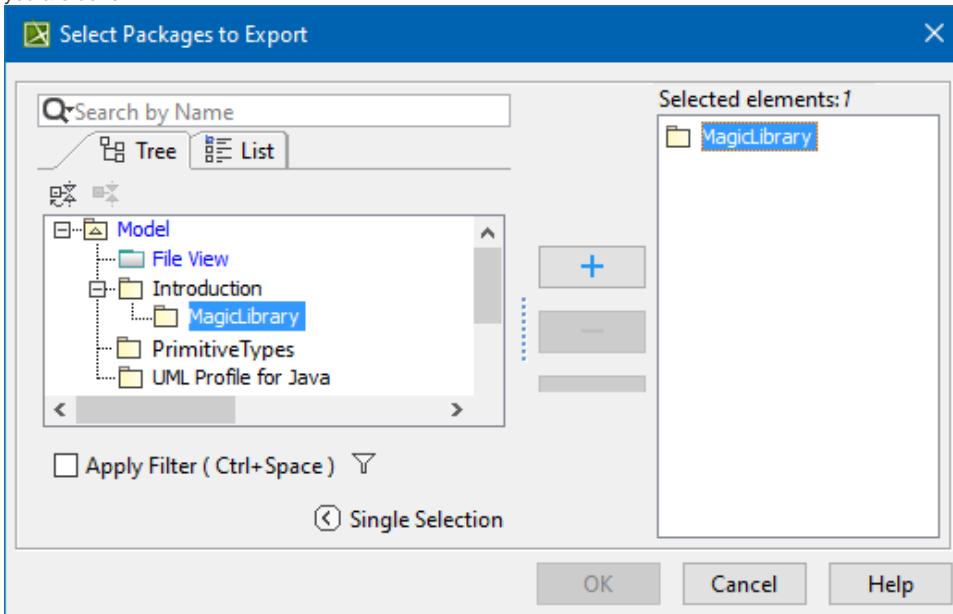 Select Packages to Export
Search by Name
Selected elements:1
Tree
List
MagicLibrary
Model
File View
Introduction
MagicLibrary
PrimitiveTypes
UML Profile for Java
+
Apply Filter ( Ctrl+Space )
Single Selection
OK
Cancel
Help